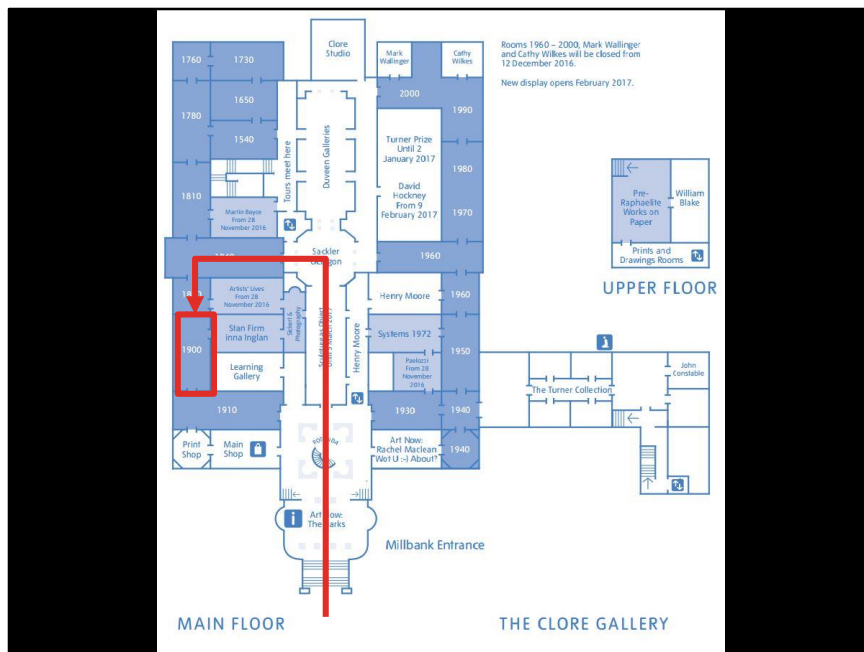 Clore
Studio
Mark
Wallinger
Cathy
Wilkes
Rooms 1960 – 2000, Mark Wallinger
and Cathy Wilkes will be closed from
12 December 2016.
New display opens February 2017.
1760
1730
2000
1990
1650
1780
1540
Tours meet here
Duveen Galleries
Turner Prize
Until 2
January 2017
David
Hockney
From 9
February 2017
1980
1970
1810
Martin Boyce
From 28
November 2016
Pre-
Raphaelite
Works on
Paper
William
Blake
Prints and
Drawings Rooms
UPPER FLOOR
Sackler
1960
Artists' Lives
From 28
November 2016
Henry Moore
1960
1900
Stan Firm
inna Inglan
Sickert &
Photography
Henry Moore
Systems 1972
1950
Learning
Gallery
Paolozzi
From 28
November
2016
The Turner Collection
John
Constable
1910
1930
1940
Print
Shop
Main
Shop
Art Now:
Rachel Maclean
Wot U :-) About?
1940
i
Art Now:
Millbank Entrance
MAIN FLOOR
THE CLORE GALLERY